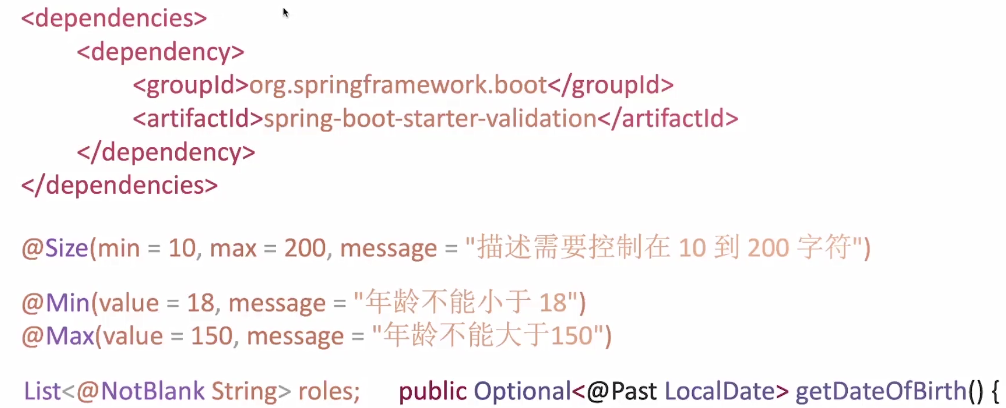 <dependencies>
<dependency>
<groupId>org.springframework.boot</groupId>
<artifactId>spring-boot-starter-validation</artifactId>
</dependency>
</dependencies>
@Size(min = 10, max = 200, message = "描述需要控制在 10 到 200 字符")
@Min(value = 18, message = "年龄不能小于 18")
@Max(value = 150, message = "年龄不能大于150")
List<@NotBlank String> roles; public Optional<@Past LocalDate> getDateOfBirth() {